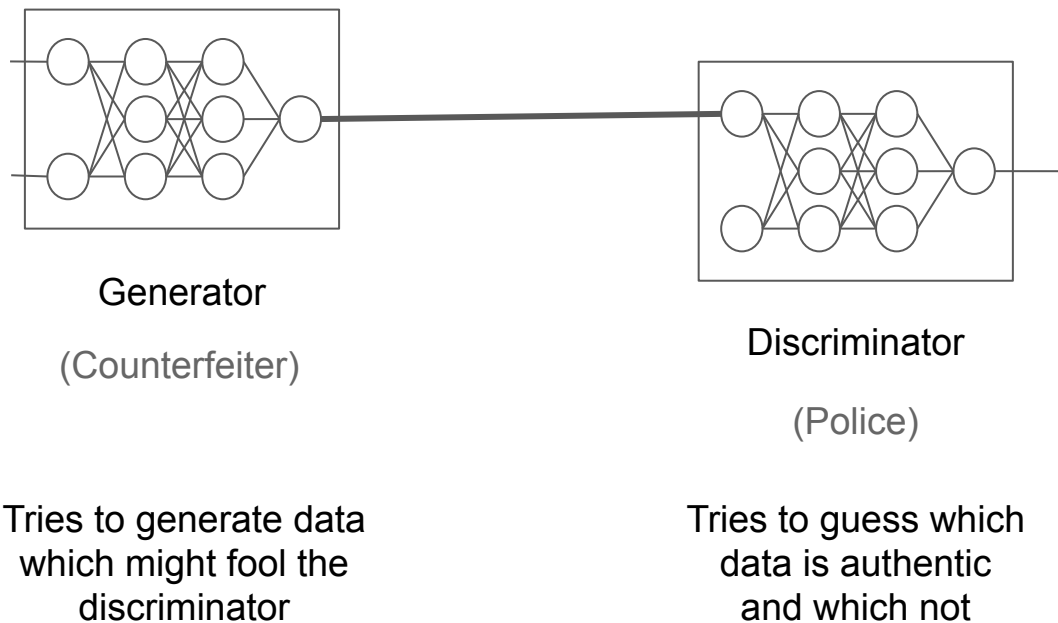 Generator
(Counterfeiter)
Tries to generate data
which might fool the
discriminator
Discriminator
(Police)
Tries to guess which
data is authentic
and which not